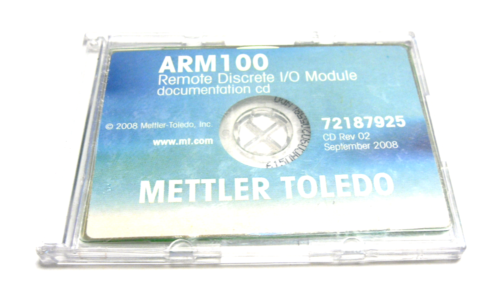 ARM100
Remote Discrete I/O Module
documentation cd
© 2008 Mettler-Toledo, Inc.
www.mt.com
72187925
CD Rev 02
September 2008
METTLER TOLEDO